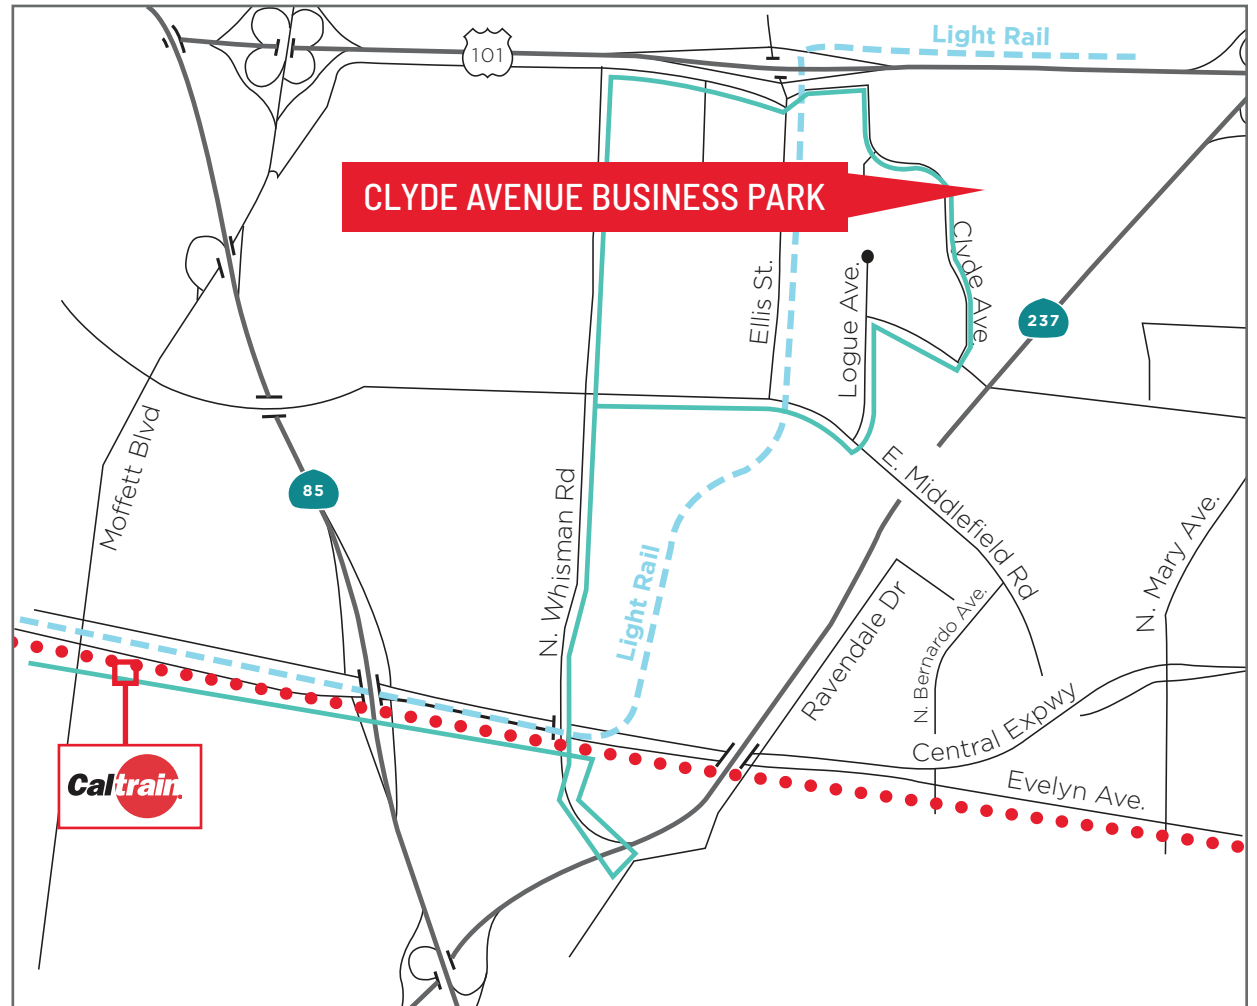 Light Rail
101
CLYDE AVENUE BUSINESS PARK
Clyde Ave.
Ellis St.
Logue Ave.
237
Moffett Blvd
85
N. Whisman Rd
E. Middlefield Rd
N. Mary Ave.
Light Rail
Ravendale Dr
N. Bernardo Ave.
Central Expwy
Evelyn Ave.
Caltrain